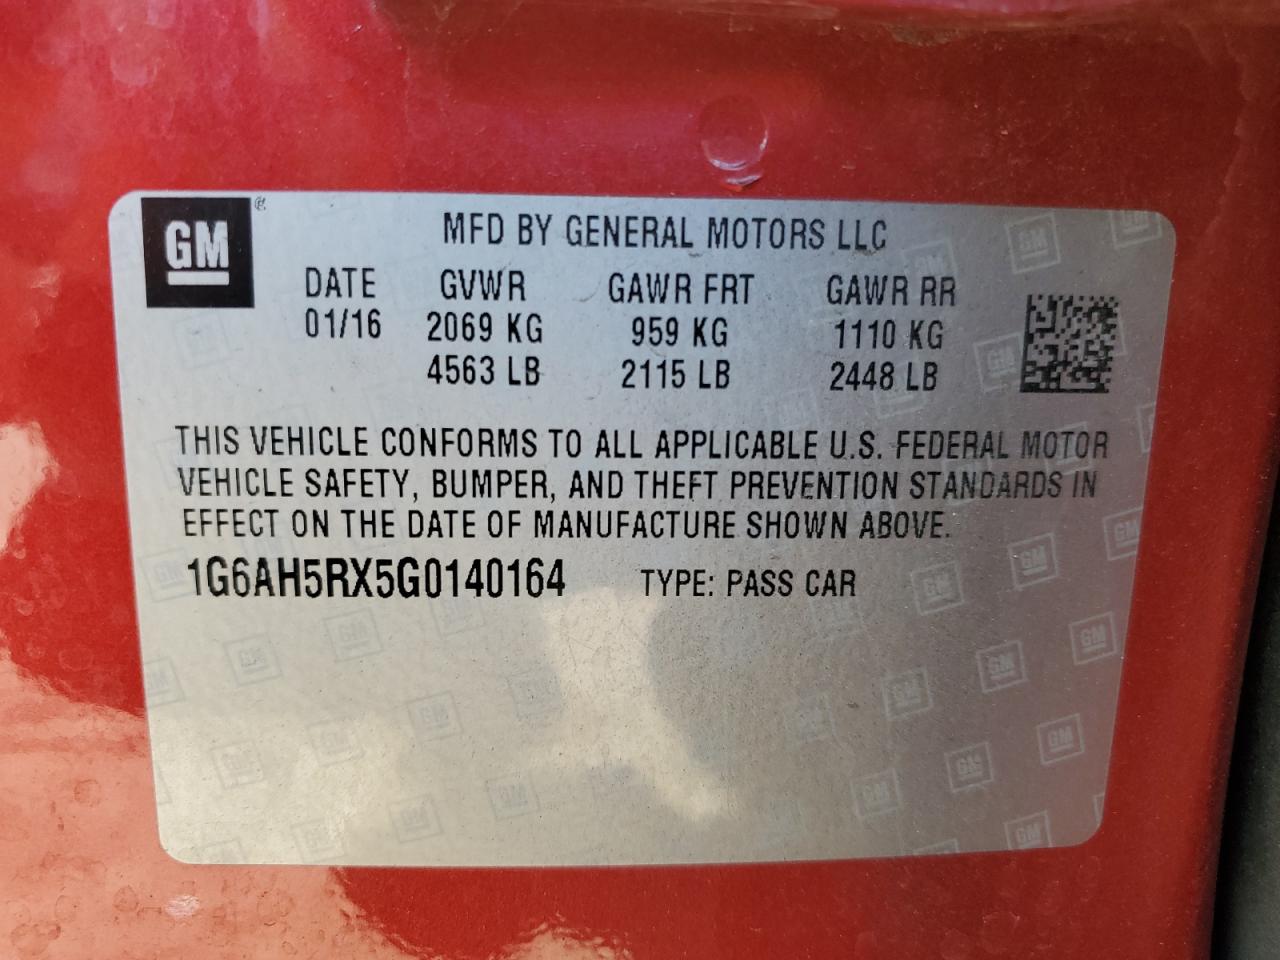 GM MFD BY GENERAL MOTORS LLC
DATE GVWR GAWR FRT GAWR RR
01/16 2069 KG 959 KG 1110 KG
4563 LB 2115 LB 2448 LB
THIS VEHICLE CONFORMS TO ALL APPLICABLE U.S. FEDERAL MOTOR
VEHICLE SAFETY, BUMPER, AND THEFT PREVENTION STANDARDS IN
EFFECT ON THE DATE OF MANUFACTURE SHOWN ABOVE.
1G6AH5RX5G0140164 TYPE: PASS CAR